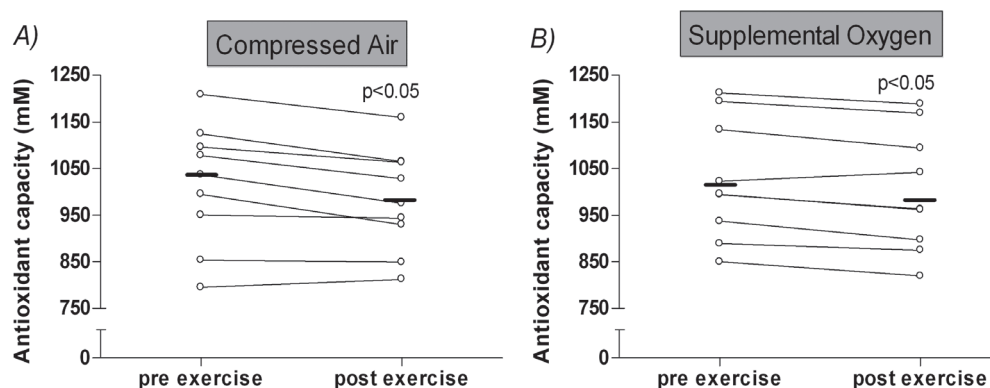 A)
Compressed Air
Antioxidant capacity (mM)
1250
1150
1050
950
850
750
0
p<0.05
pre exercise
post exercise
B)
Supplemental Oxygen
Antioxidant capacity (mM)
1250
1150
1050
950
850
750
0
p<0.05
pre exercise
post exercise